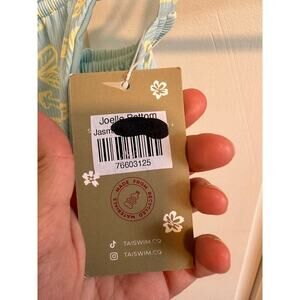 Joelle Bottom
Jasm
76603125
MADE FROM RECYCLED MATERIALS
TAISWIM.CO
TAISWIM.CO